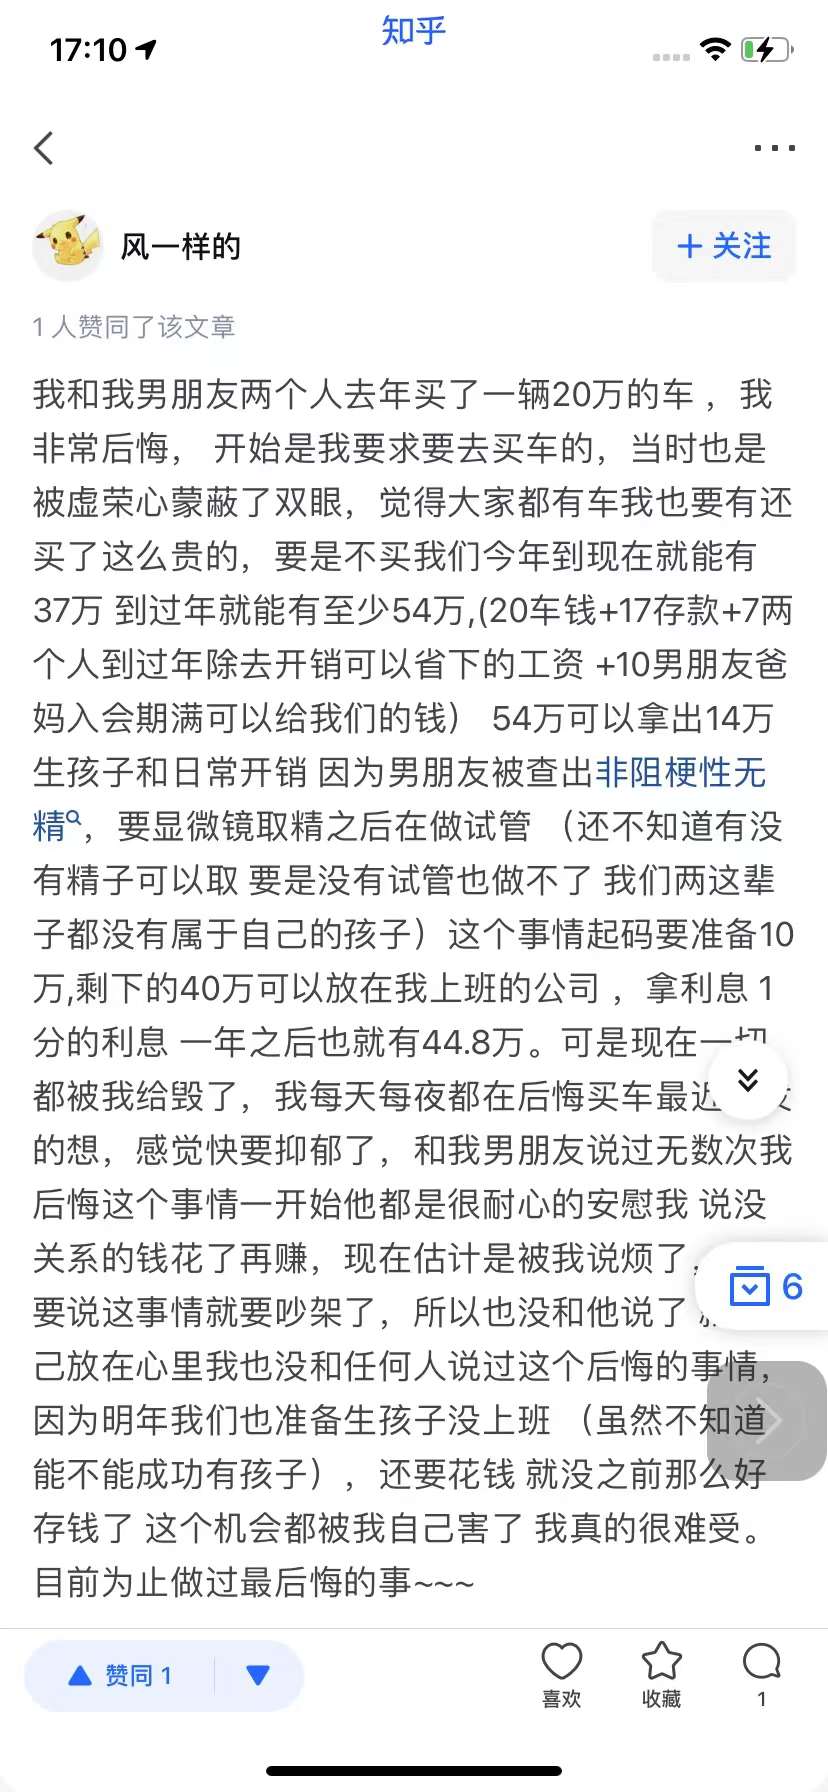 知乎
17:10
风一样的
+ 关注
1 人赞同了该文章
我和我男朋友两个人去年买了一辆20万的车 ，我
非常后悔， 开始是我要求要去买车的，当时也是
被虚荣心蒙蔽了双眼，觉得大家都有车我也要有还
买了这么贵的，要是不买我们今年到现在就能有
37万 到过年就能有至少54万,(20车钱+17存款+7两
个人到过年除去开销可以省下的工资 +10男朋友爸
妈入会期满可以给我们的钱） 54万可以拿出14万
生孩子和日常开销 因为男朋友被查出非阻梗性无
精，要显微镜取精之后在做试管 （还不知道有没
有精子可以取 要是没有试管也做不了 我们两这辈
子都没有属于自己的孩子）这个事情起码要准备10
万,剩下的40万可以放在我上班的公司 ，拿利息 1
分的利息 一年之后也就有44.8万。可是现在一切
都被我给毁了，我每天每夜都在后悔买车最近
的想，感觉快要抑郁了，和我男朋友说过无数次我
后悔这个事情一开始他都是很耐心的安慰我 说没
关系的钱花了再赚，现在估计是被我说烦了，
要说这事情就要吵架了，所以也没和他说了
己放在心里我也没和任何人说过这个后悔的事情，
因为明年我们也准备生孩子没上班 （虽然不知道
能不能成功有孩子），还要花钱 就没之前那么好
存钱了 这个机会都被我自己害了 我真的很难受。
目前为止做过最后悔的事~~~
6
赞同 1
喜欢
收藏
1